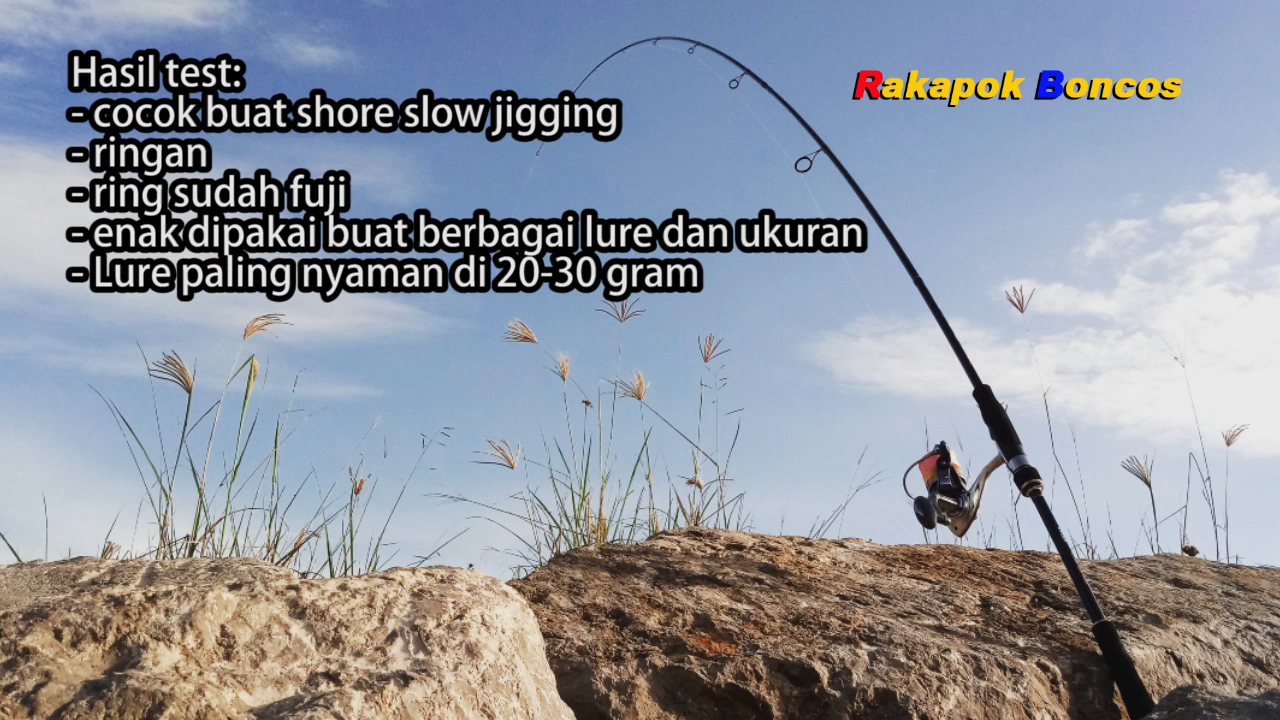 Hasil test:
- cocok buat shore slow jigging
- ringan
- ring sudah fuji
- enak dipakai buat berbagai lure dan ukuran
- Lure paling nyaman di 20-30 gram
Rakapok Boncos